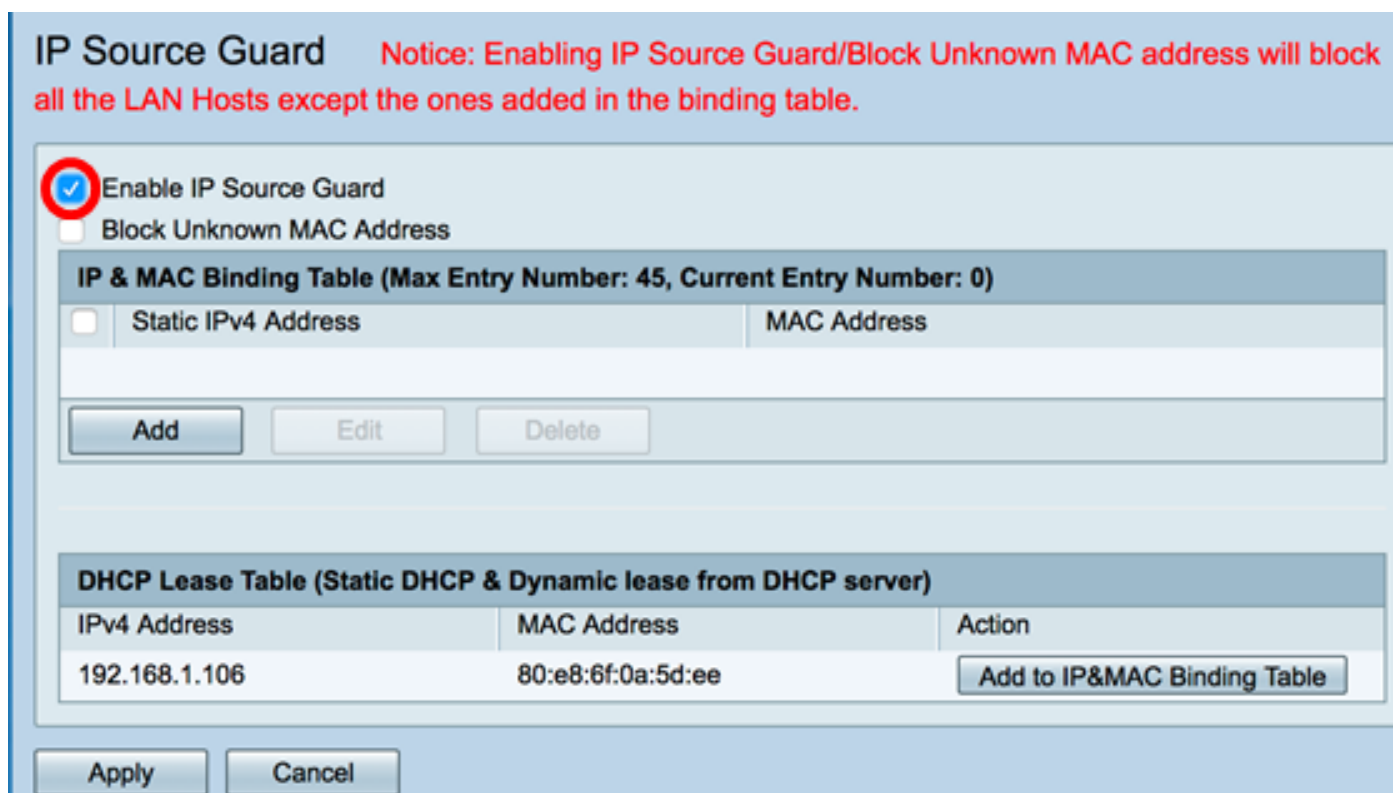 IP Source Guard Notice: Enabling IP Source Guard/Block Unknown MAC address will block
all the LAN Hosts except the ones added in the binding table.
Enable IP Source Guard
Block Unknown MAC Address
IP & MAC Binding Table (Max Entry Number: 45, Current Entry Number: 0)
Static IPv4 Address MAC Address
Add Edit Delete
DHCP Lease Table (Static DHCP & Dynamic lease from DHCP server)
IPv4 Address MAC Address Action
192.168.1.106 80:e8:6f:0a:5d:ee Add to IP&MAC Binding Table
Apply Cancel